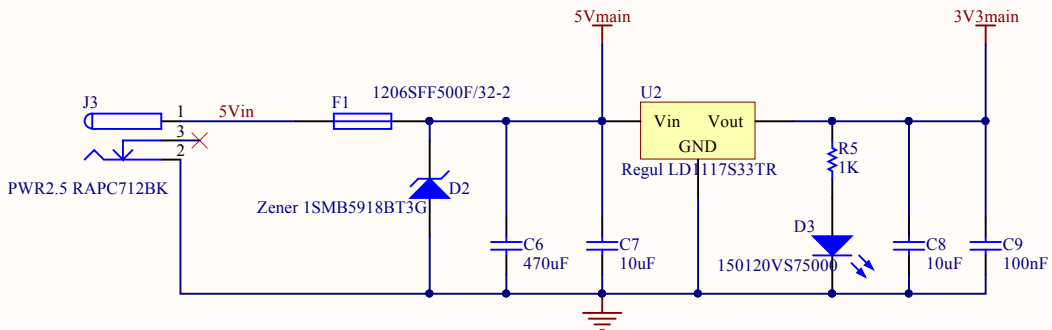 5Vmain
3V3main
1206SFF500F/32-2
J3
1
5Vin
F1
U2
Vin
Vout
GND
3
2
R5
1K
PWR2.5 RAPC712BK
Regul LD1117S33TR
D2
Zener 1SMB5918BT3G
C6
470uF
C7
10uF
D3
150120VS75000
C8
10uF
C9
100nF